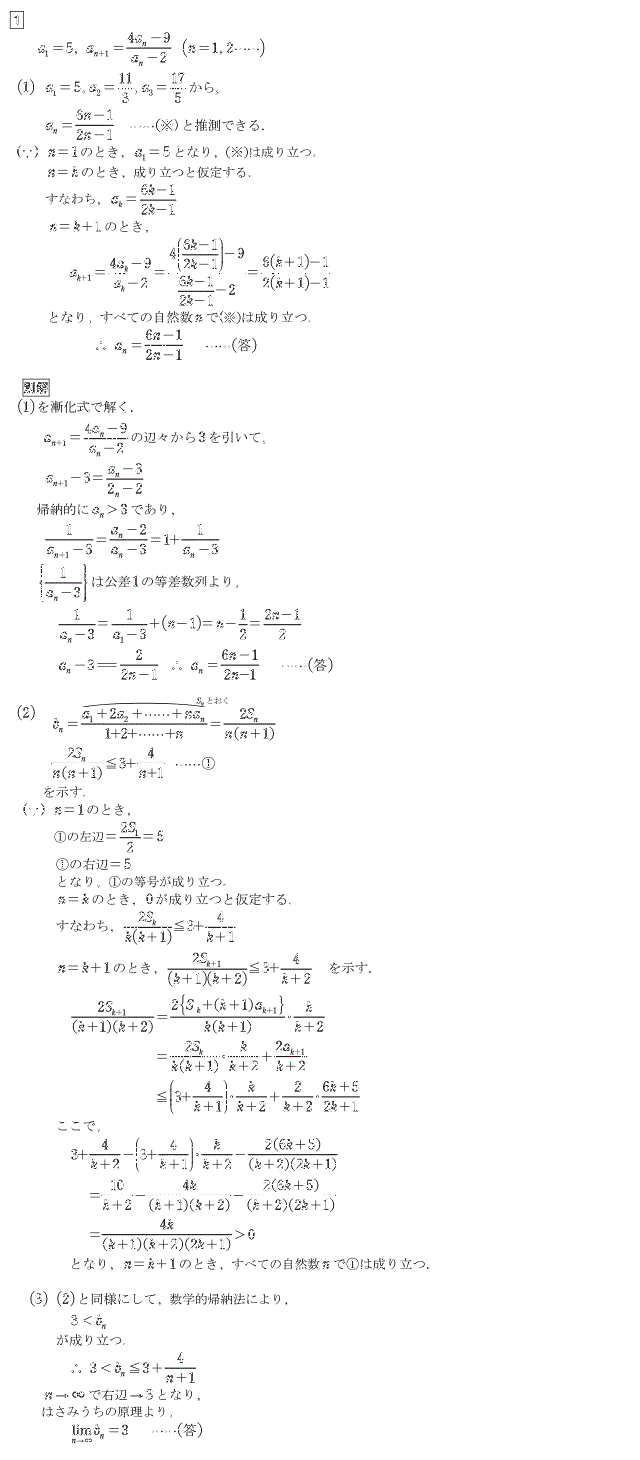 1
a₁=5, aₙ₊₁=(4aₙ−9)/(aₙ−2) (n=1, 2……)
(1) a₁=5, a₂=11/3, a₃=17/5 から,
aₙ=(6n−1)/(2n−1) ……(※)と推測できる.
(∵) n=1のとき, a₁=5となり, (※)は成り立つ.
n=kのとき, 成り立つと仮定する.
すなわち, aₖ=(6k−1)/(2k−1)
n=k+1のとき,
aₖ₊₁=(4aₖ−9)/(aₖ−2)=(4((6k−1)/(2k−1))−9)/((6k−1)/(2k−1)−2)=(6(k+1)−1)/(2(k+1)−1)
となり, すべての自然数nで(※)は成り立つ.
∴ aₙ=(6n−1)/(2n−1) ……(答)
別解
(1)を漸化式で解く.
aₙ₊₁=(4aₙ−9)/(aₙ−2)の辺々から3を引いて,
aₙ₊₁−3=(aₙ−3)/(2ₙ−2)
帰納的にaₙ>3であり,
1/(aₙ₊₁−3)=(aₙ−2)/(aₙ−3)=1+1/(aₙ−3)
{1/(aₙ−3)}は公差1の等差数列より,
1/(aₙ−3)=1/(a₁−3)+(n−1)=n−1/2=(2n−1)/2
aₙ−3=2/(2n−1) ∴ aₙ=(6n−1)/(2n−1) ……(答)
Sₙとおく
(2) bₙ=(a₁+2a₂+……+naₙ)/(1+2+……+n)=2Sₙ/(n(n+1))
2Sₙ/(n(n+1))≦3+4/(n+1) ……①
を示す.
(∵) n=1のとき,
①の左辺=2S₁/2=5
①の右辺=5
となり, ①の等号が成り立つ.
n=kのとき, ①が成り立つと仮定する.
すなわち, 2Sₖ/(k(k+1))≦3+4/(k+1)
n=k+1のとき, 2Sₖ₊₁/((k+1)(k+2))≦3+4/(k+2) を示す.
2Sₖ₊₁/((k+1)(k+2))=2{Sₖ+(k+1)aₖ₊₁}/(k(k+1))·k/(k+2)
=2Sₖ/(k(k+1))·k/(k+2)+2aₖ₊₁/(k+2)
≦(3+4/(k+1))·k/(k+2)+2/(k+2)·(6k+5)/(2k+1)
ここで,
3+4/(k+2)−(3+4/(k+1))·k/(k+2)−2(6k+5)/((k+2)(2k+1))
=10/(k+2)−4k/((k+1)(k+2))−2(6k+5)/((k+2)(2k+1))
=4k/((k+1)(k+2)(2k+1))>0
となり, n=k+1のとき, すべての自然数nで①は成り立つ.
(3) (2)と同様にして, 数学的帰納法により,
3<bₙ
が成り立つ.
∴ 3<bₙ≦3+4/(n+1)
n→∞で右辺→3となり,
はさみうちの原理より,
lim n→∞ bₙ=3 ……(答)